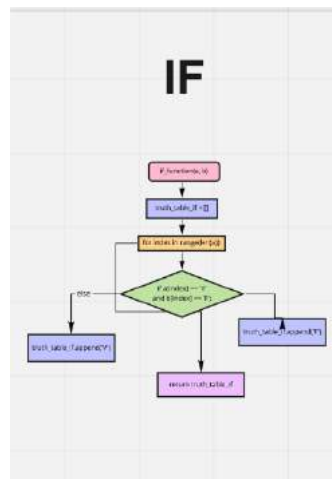 IF
if_function(a, b)
truth_table_if = []
for index in range(len(a)):
if a[index] == 'V'
and b[index] == 'F':
else
truth_table_if.append('V')
truth_table_if.append('F')
return truth_table_if